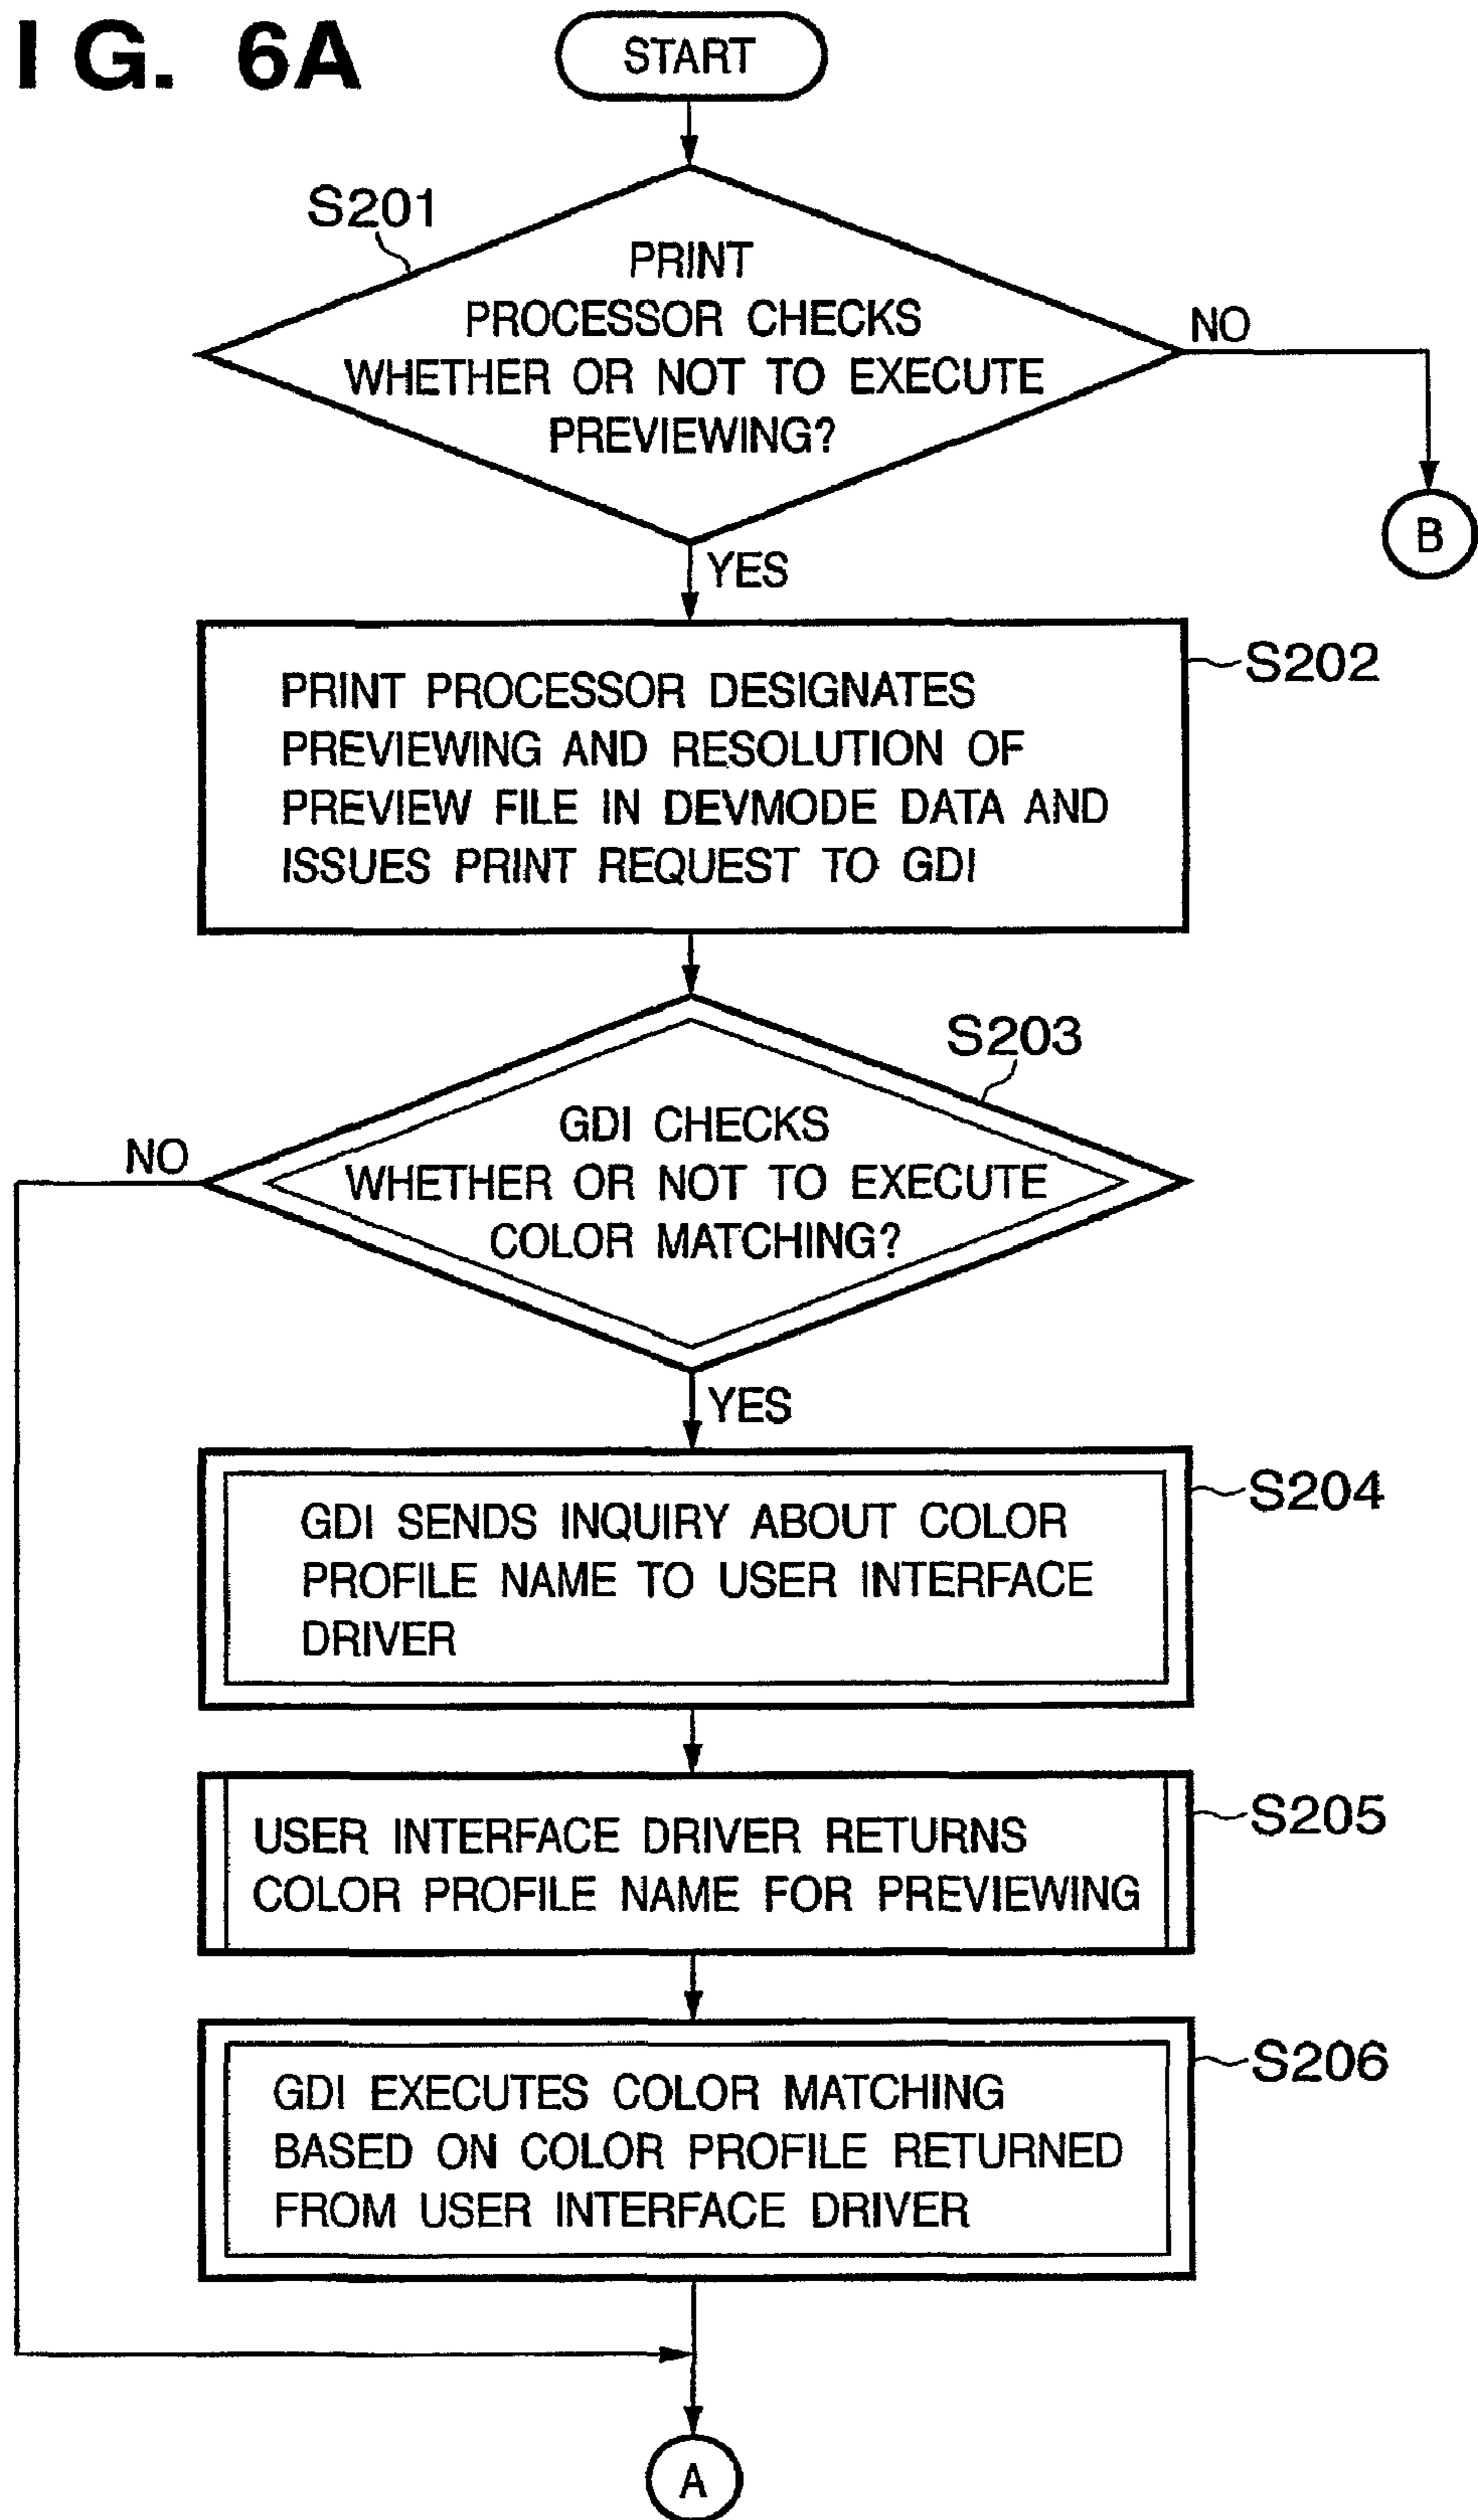 I G. 6A
START
S201
PRINT
PROCESSOR CHECKS
WHETHER OR NOT TO EXECUTE
PREVIEWING?
NO
B
YES
S202
PRINT PROCESSOR DESIGNATES
PREVIEWING AND RESOLUTION OF
PREVIEW FILE IN DEVMODE DATA AND
ISSUES PRINT REQUEST TO GDI
S203
GDI CHECKS
WHETHER OR NOT TO EXECUTE
COLOR MATCHING?
NO
YES
S204
GDI SENDS INQUIRY ABOUT COLOR
PROFILE NAME TO USER INTERFACE
DRIVER
S205
USER INTERFACE DRIVER RETURNS
COLOR PROFILE NAME FOR PREVIEWING
S206
GDI EXECUTES COLOR MATCHING
BASED ON COLOR PROFILE RETURNED
FROM USER INTERFACE DRIVER
A